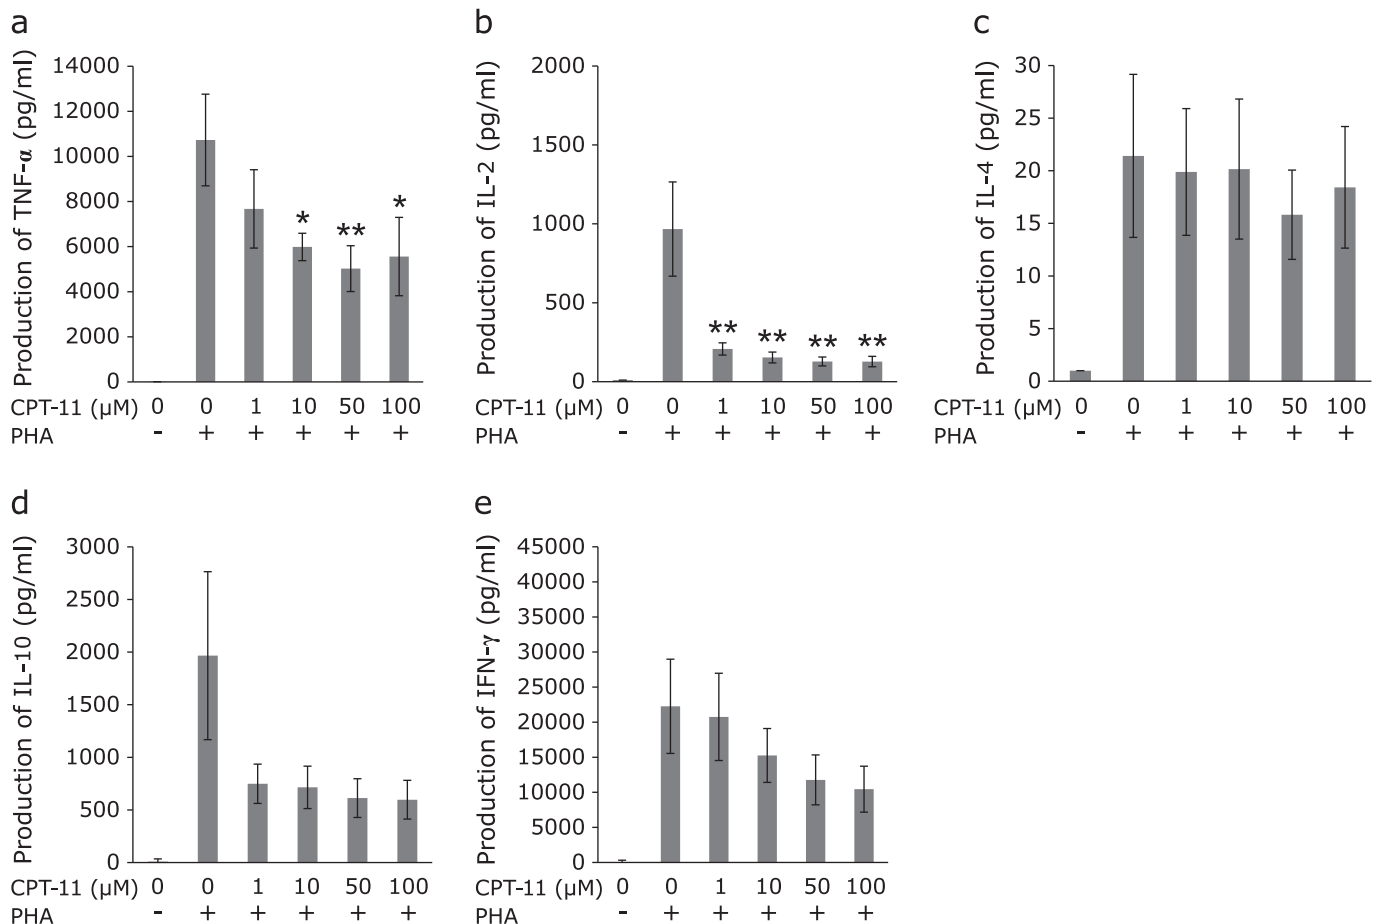 a
Production of TNF-α (pg/ml)
14000
12000
10000
8000
6000
4000
2000
0
*
**
*
CPT-11 (µM) 0 0 1 10 50 100
PHA - + + + + +
b
Production of IL-2 (pg/ml)
2000
1500
1000
500
0
** ** ** **
CPT-11 (µM) 0 0 1 10 50 100
PHA - + + + + +
c
Production of IL-4 (pg/ml)
30
25
20
15
10
5
0
CPT-11 (µM) 0 0 1 10 50 100
PHA - + + + + +
d
Production of IL-10 (pg/ml)
3000
2500
2000
1500
1000
500
0
CPT-11 (µM) 0 0 1 10 50 100
PHA - + + + + +
e
Production of IFN-γ (pg/ml)
45000
40000
35000
30000
25000
20000
15000
10000
5000
0
CPT-11 (µM) 0 0 1 10 50 100
PHA - + + + + +